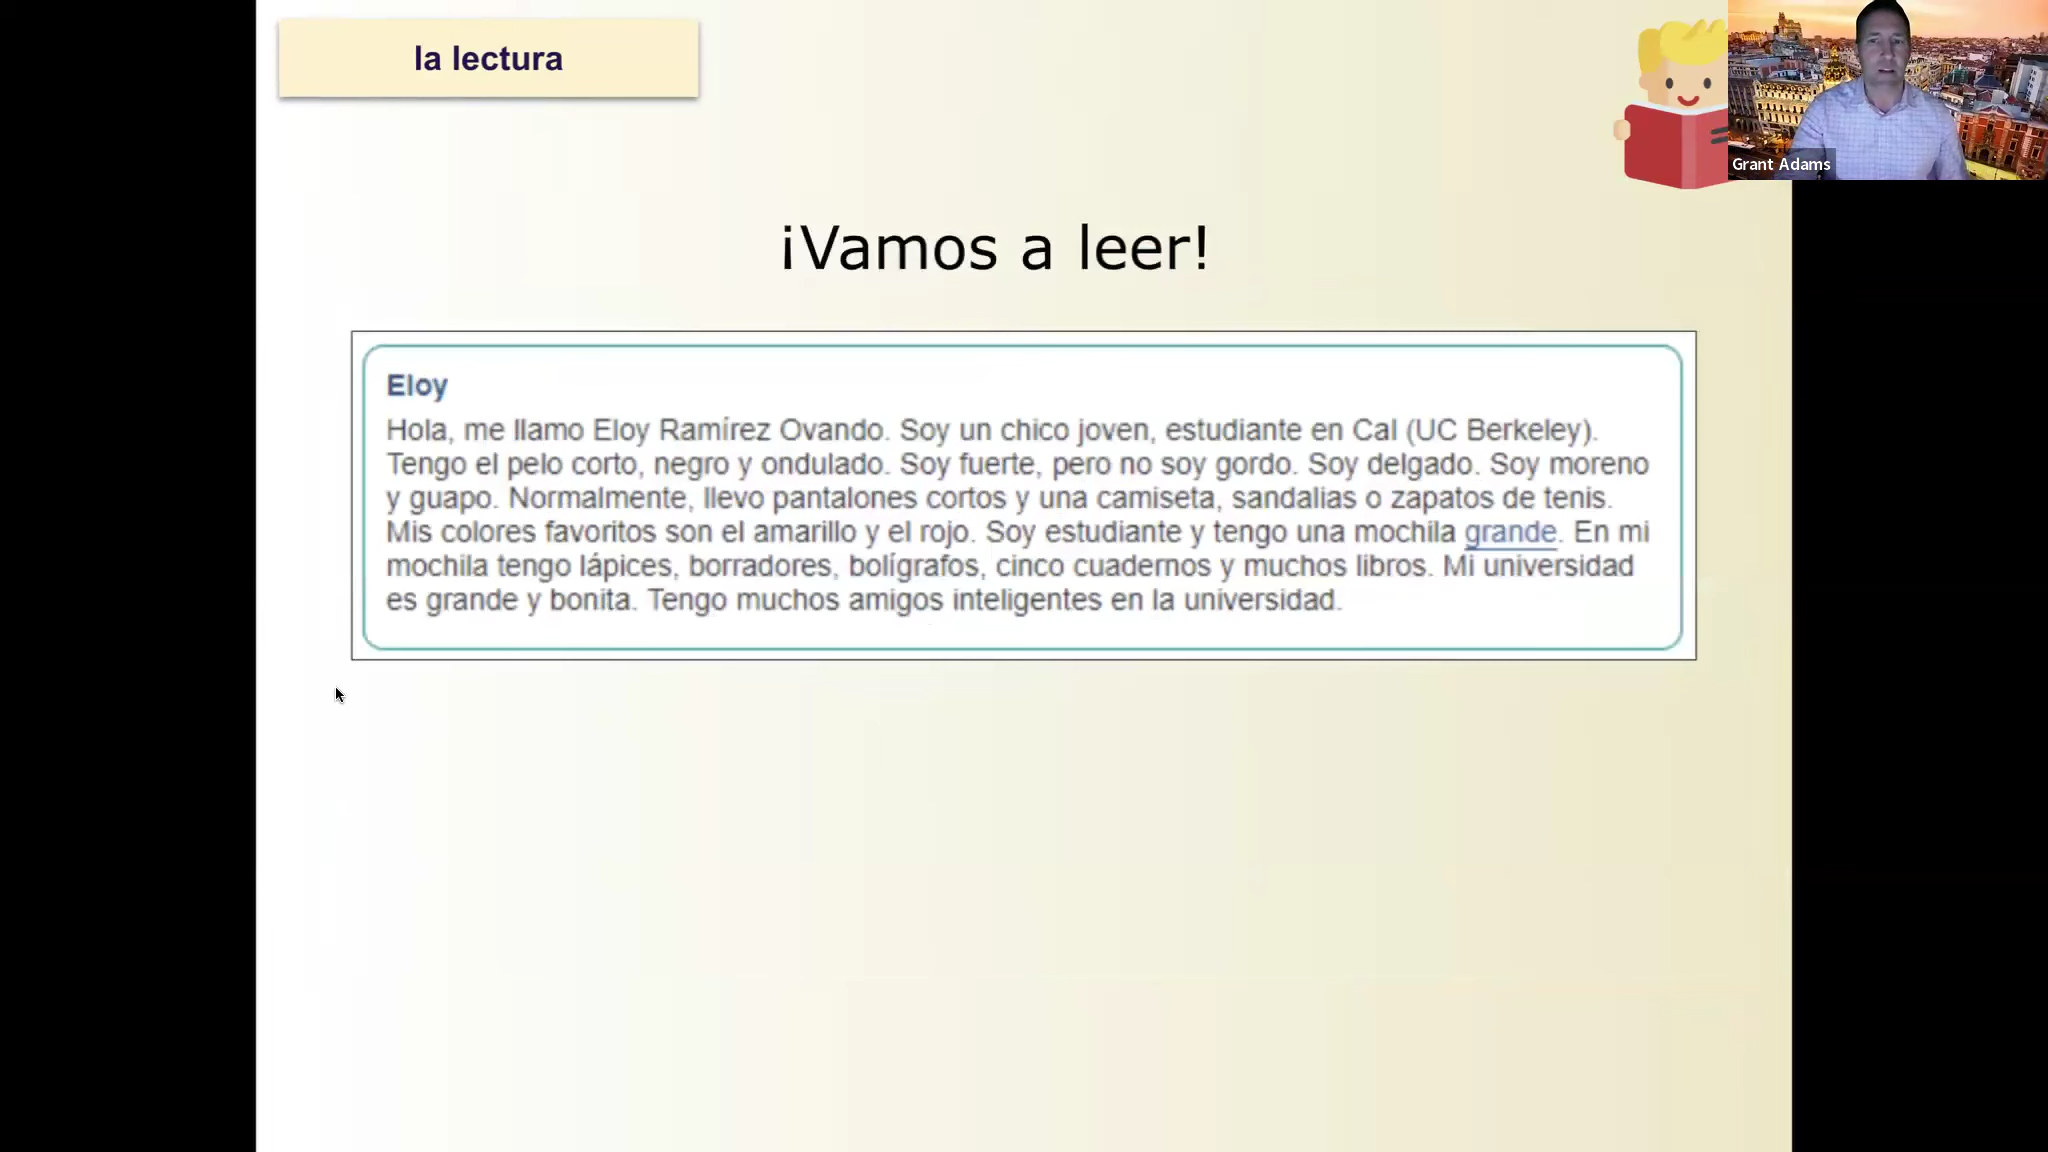 la lectura
Grant Adams
¡Vamos a leer!
Eloy
Hola, me llamo Eloy Ramírez Ovando. Soy un chico joven, estudiante en Cal (UC Berkeley).
Tengo el pelo corto, negro y ondulado. Soy fuerte, pero no soy gordo. Soy delgado. Soy moreno
y guapo. Normalmente, llevo pantalones cortos y una camiseta, sandalias o zapatos de tenis.
Mis colores favoritos son el amarillo y el rojo. Soy estudiante y tengo una mochila grande. En mi
mochila tengo lápices, borradores, bolígrafos, cinco cuadernos y muchos libros. Mi universidad
es grande y bonita. Tengo muchos amigos inteligentes en la universidad.